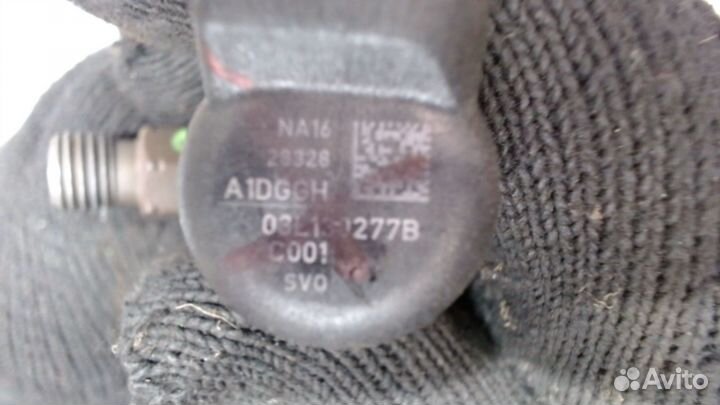 NA16
28328
A1DGGH
C001
SVO
Avito